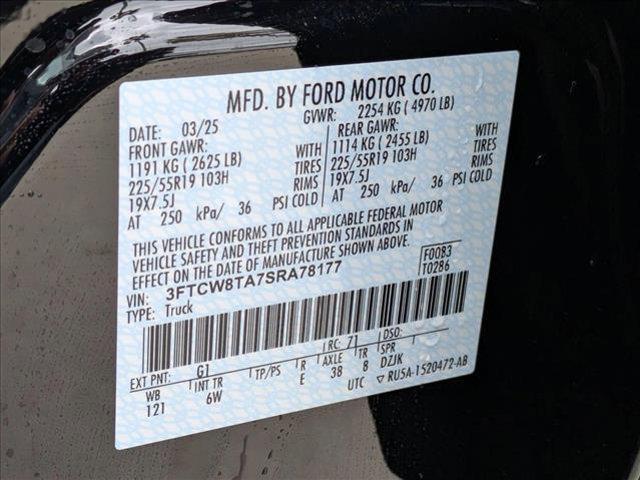 MFD. BY FORD MOTOR CO.
DATE: 03/25 GVWR: 2254 KG ( 4970 LB)
FRONT GAWR: REAR GAWR:
1191 KG ( 2625 LB) WITH 1114 KG ( 2455 LB) WITH
225/55R19 103H TIRES 225/55R19 103H TIRES
19X7.5J RIMS 19X7.5J RIMS
AT 250 kPa/ 36 PSI COLD AT 250 kPa/ 36 PSI COLD
THIS VEHICLE CONFORMS TO ALL APPLICABLE FEDERAL MOTOR
VEHICLE SAFETY AND THEFT PREVENTION STANDARDS IN
EFFECT ON THE DATE OF MANUFACTURE SHOWN ABOVE.
VIN: 3FTCW8TA7SRA78177 F0083
TYPE: Truck T0286
EXT PNT: G1 RC: 71 DSO:
WB INT TR TP/PS R AXLE TR SPR
121 6W E 38 8 DZJK
UTC ▽ RU5A-1520472-AB